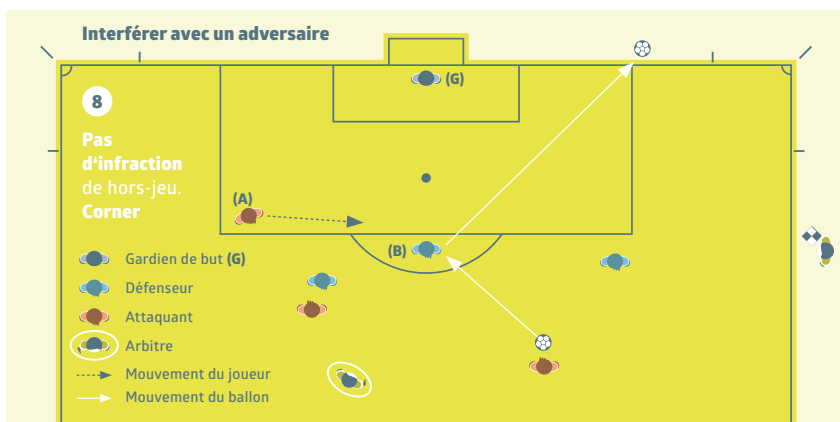 Interférer avec un adversaire
(G)
8
Pas
d'infraction
de hors-jeu.
Corner
(A)
(B)
Gardien de but (G)
Défenseur
Attaquant
Arbitre
Mouvement du joueur
Mouvement du ballon